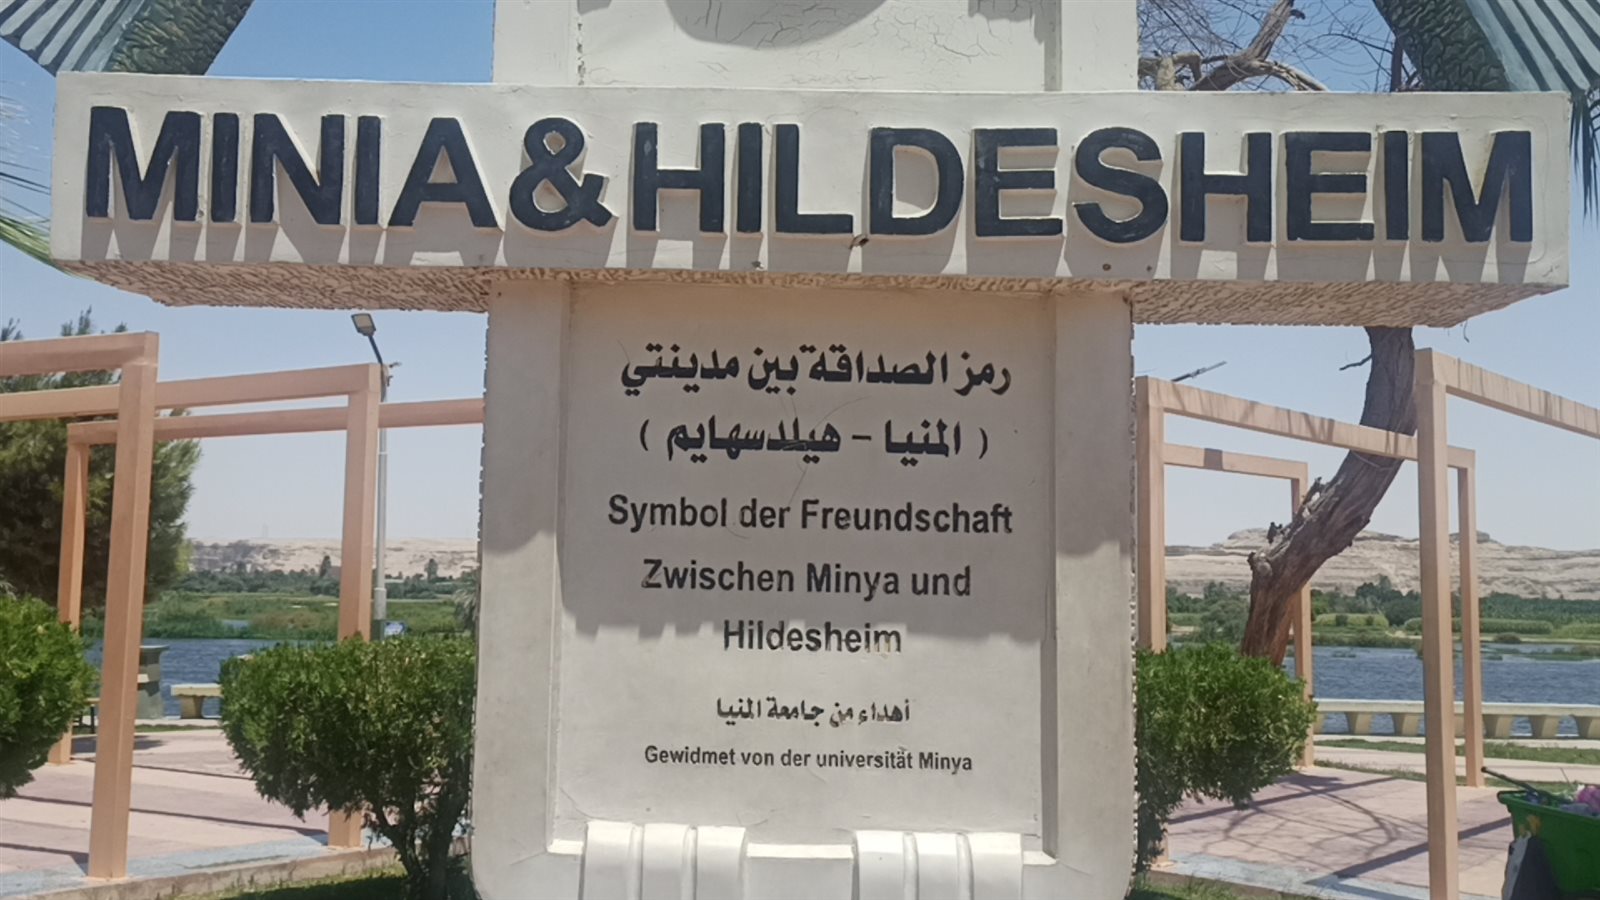 MINIA & HILDESHEIM
رمز الصداقة بين مدينتي
( المنيا - هيلدسهايم )
Symbol der Freundschaft
Zwischen Minya und
Hildesheim
أهداء من جامعة المنيا
Gewidmet von der universität Minya